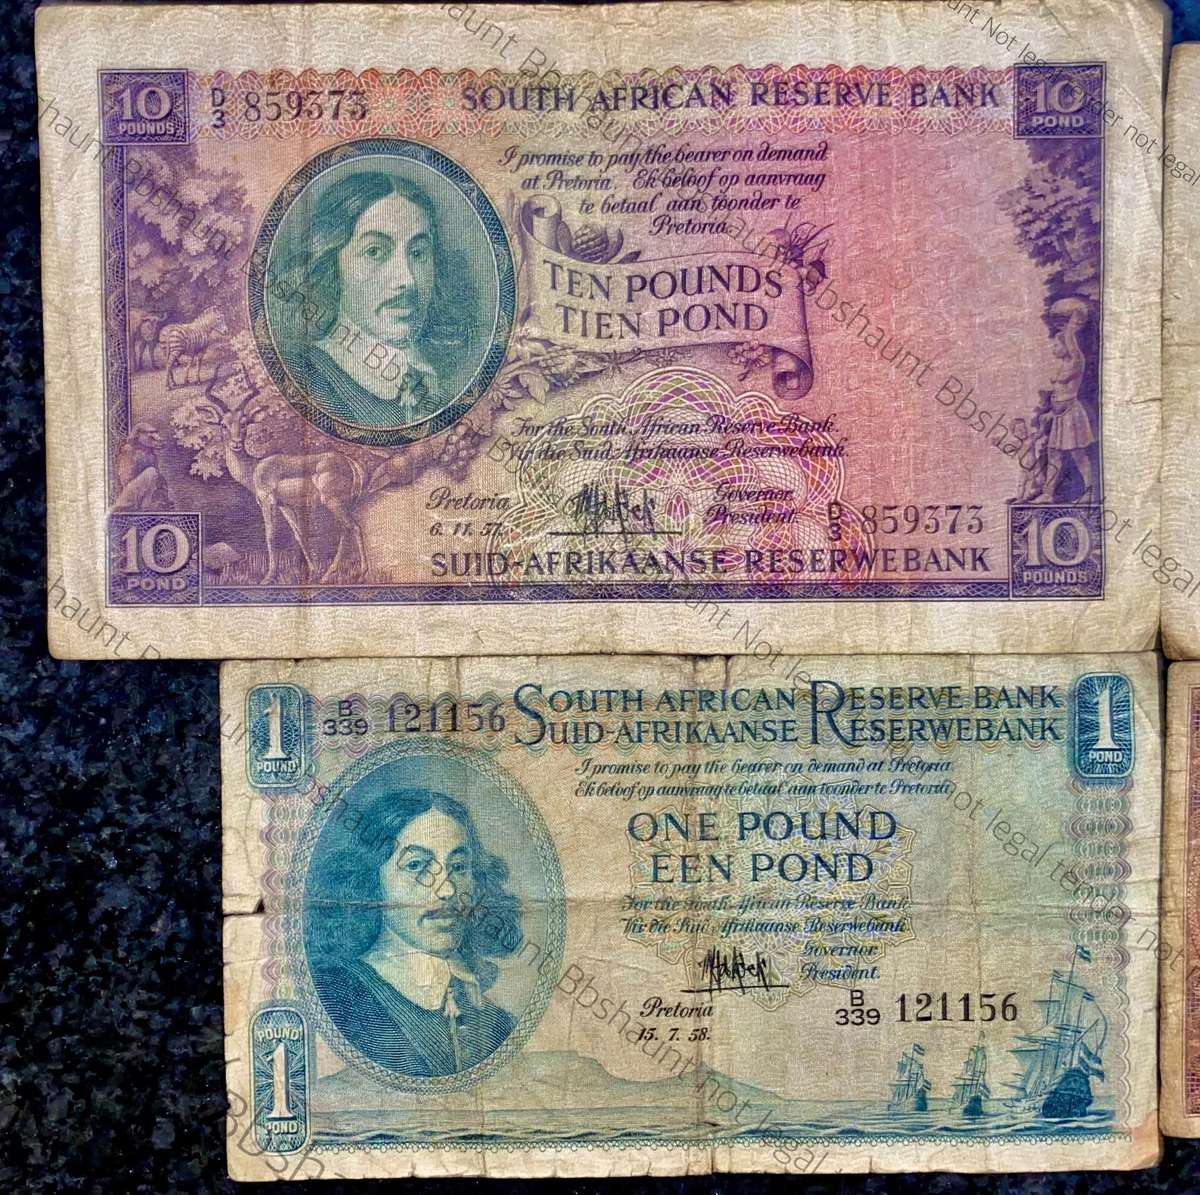 10
POUNDS
D/3 859373
SOUTH AFRICAN RESERVE BANK
10
POND
I promise to pay the bearer on demand
at Pretoria. Ek beloof op aanvraag
te betaal aan toonder te
Pretoria.
TEN POUNDS
TIEN POND
For the South African Reserve Bank.
Vir die Suid-Afrikaanse Reserwebank.
Pretoria
6. 11. 57.
Governor.
President.
D/3 859373
10
POND
SUID-AFRIKAANSE RESERWEBANK
10
POUNDS
1
POUND
B/339 121156
SOUTH AFRICAN RESERVE BANK
SUID-AFRIKAANSE RESERWEBANK
1
POND
I promise to pay the bearer on demand at Pretoria.
Ek beloof op aanvraag te betaal aan toonder te Pretoria.
ONE POUND
EEN POND
For the South African Reserve Bank.
Vir die Suid-Afrikaanse Reserwebank
Governor.
President.
Pretoria
15. 7. 58.
B/339 121156
POUND
1
POND
Bbshaunt Not legal tender not legal